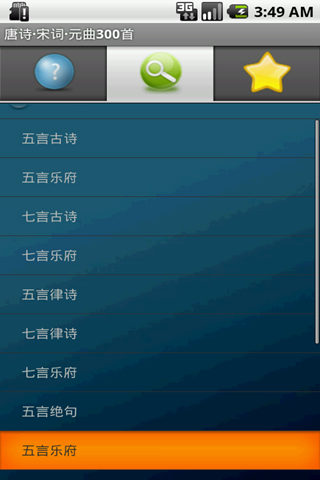 3G 3:49 AM
唐诗·宋词·元曲300首
?
五言古诗
五言乐府
七言古诗
七言乐府
五言律诗
七言律诗
七言乐府
五言绝句
五言乐府